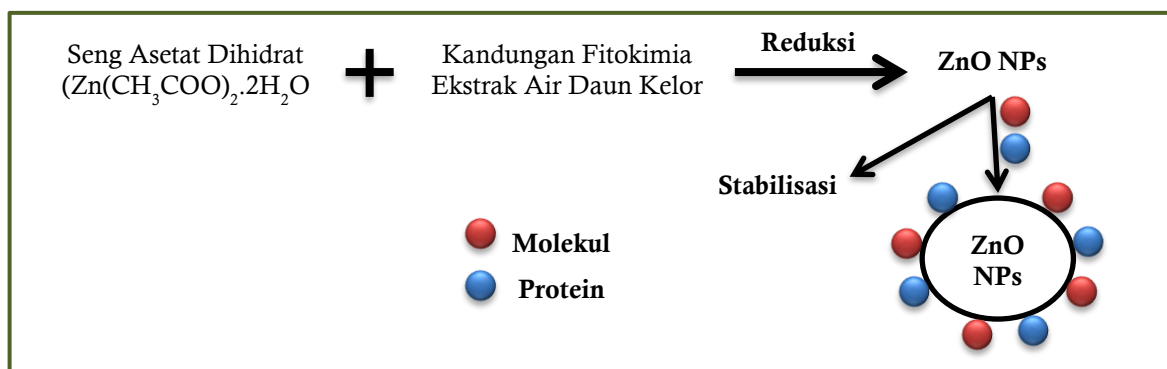 Seng Asetat Dihidrat
(Zn(CH₃COO)₂.2H₂O
Kandungan Fitokimia
Ekstrak Air Daun Kelor
Reduksi
ZnO NPs
Stabilisasi
Molekul
Protein
ZnO
NPs